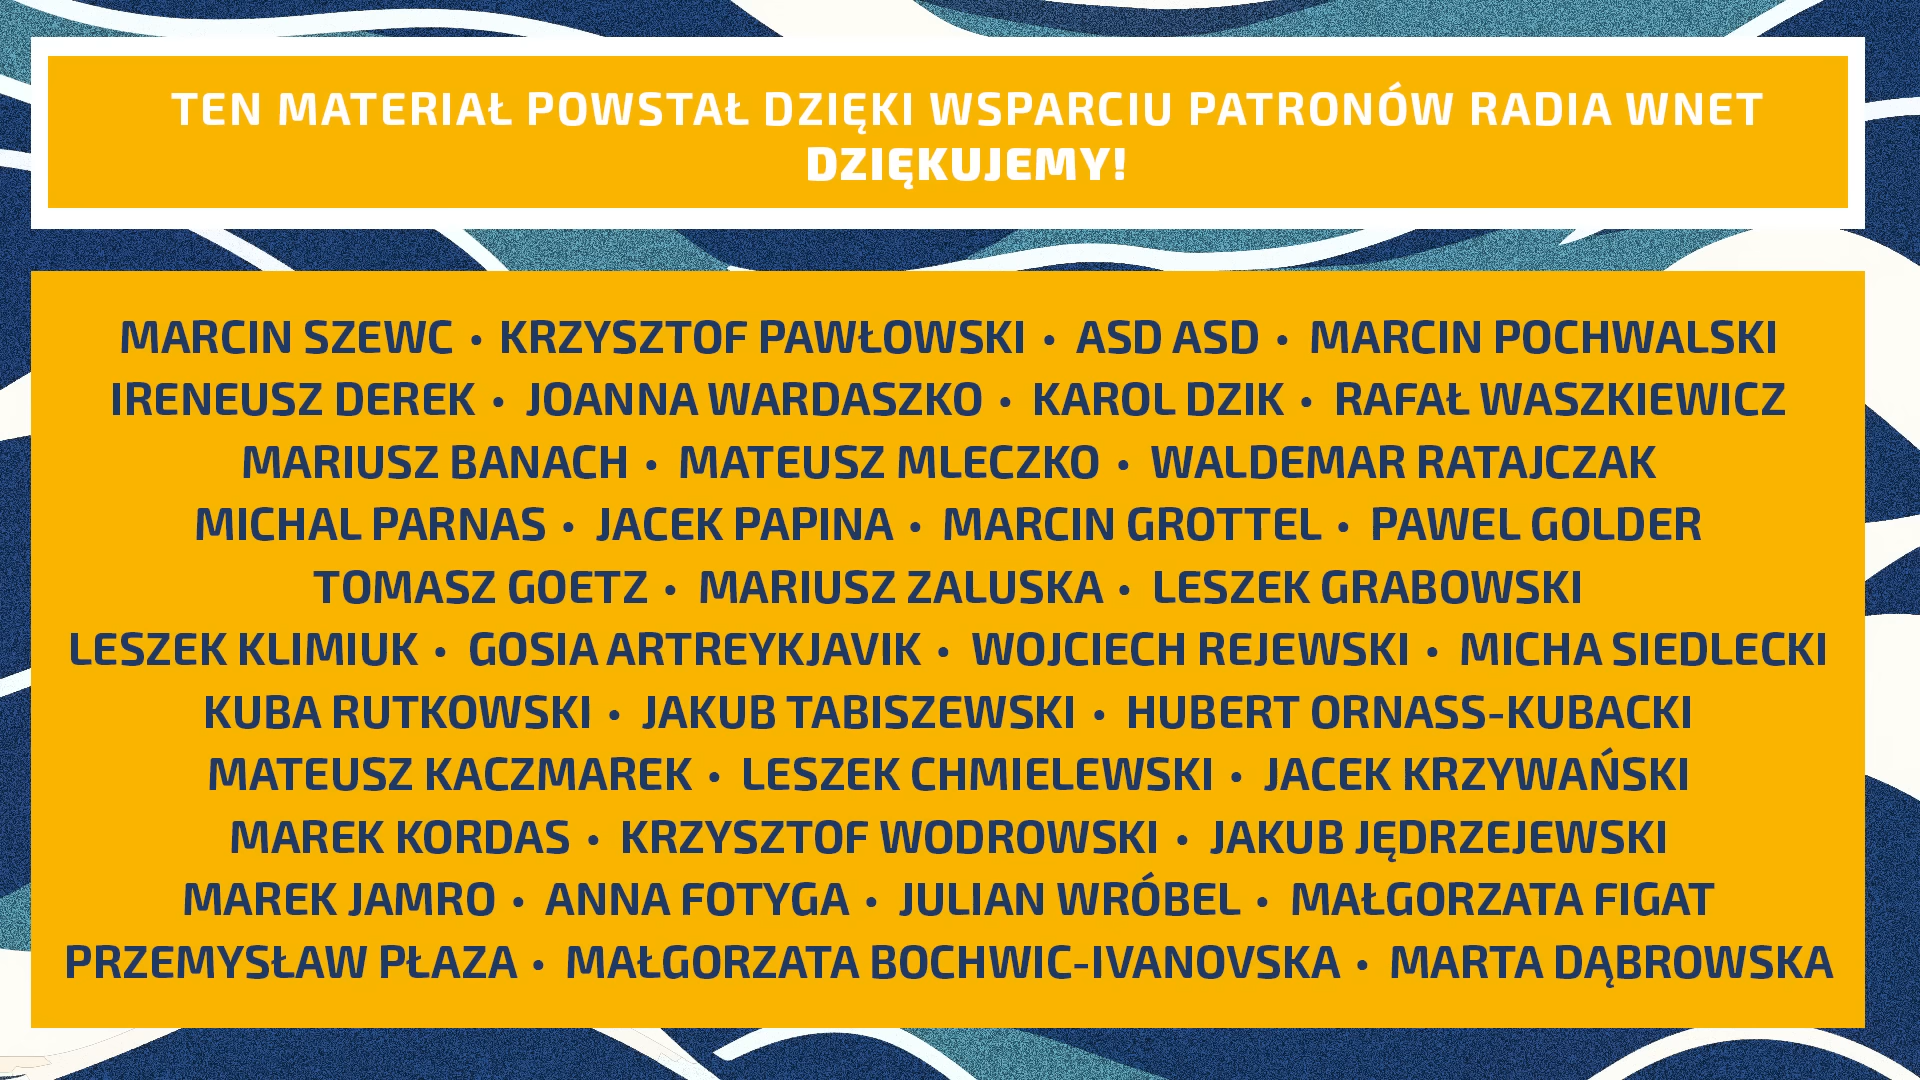 TEN MATERIAŁ POWSTAŁ DZIĘKI WSPARCIU PATRONÓW RADIA WNET
DZIĘKUJEMY!
MARCIN SZEWC • KRZYSZTOF PAWŁOWSKI • ASD ASD • MARCIN POCHWALSKI
IRENEUSZ DEREK • JOANNA WARDASZKO • KAROL DZIK • RAFAŁ WASZKIEWICZ
MARIUSZ BANACH • MATEUSZ MLECZKO • WALDEMAR RATAJCZAK
MICHAL PARNAS • JACEK PAPINA • MARCIN GROTTEL • PAWEL GOLDER
TOMASZ GOETZ • MARIUSZ ZALUSKA • LESZEK GRABOWSKI
LESZEK KLIMIUK • GOSIA ARTREYKJAVIK • WOJCIECH REJEWSKI • MICHA SIEDLECKI
KUBA RUTKOWSKI • JAKUB TABISZEWSKI • HUBERT ORNASS-KUBACKI
MATEUSZ KACZMAREK • LESZEK CHMIELEWSKI • JACEK KRZYWAŃSKI
MAREK KORDAS • KRZYSZTOF WODROWSKI • JAKUB JĘDRZEJEWSKI
MAREK JAMRO • ANNA FOTYGA • JULIAN WRÓBEL • MAŁGORZATA FIGAT
PRZEMYSŁAW PŁAZA • MAŁGORZATA BOCHWIC-IVANOVSKA • MARTA DĄBROWSKA